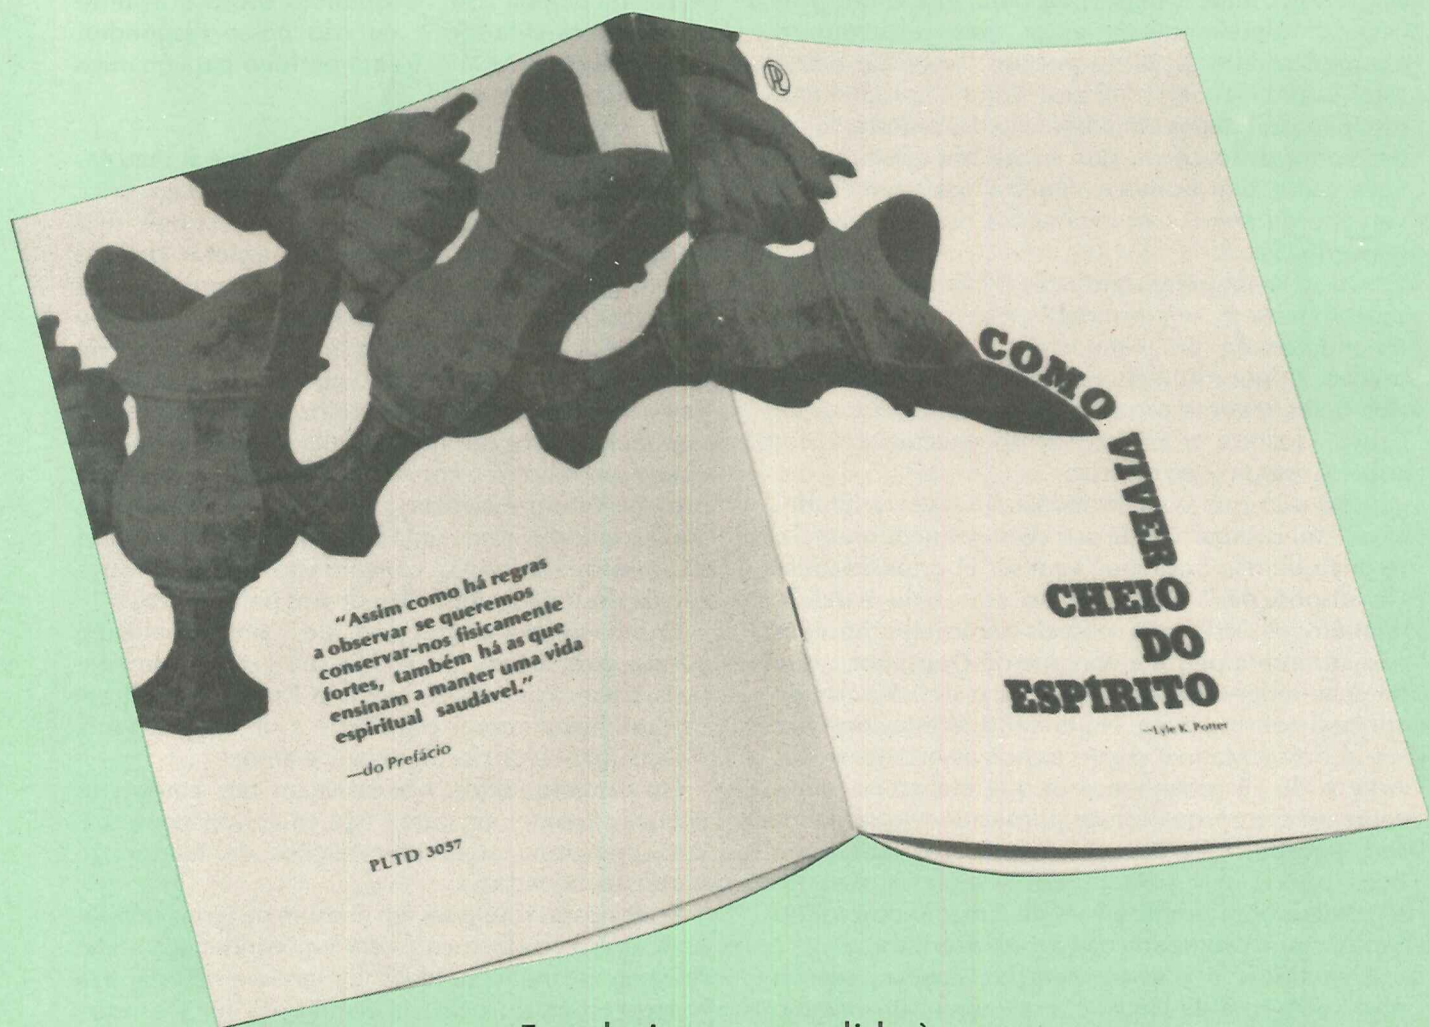 "Assim como há regras
a observar se queremos
conservar-nos fisicamente
fortes, também há as que
ensinam a manter uma vida
espiritual saudável."
—do Prefácio
PLTD 3057
COMO
VIVER
CHEIO
DO
ESPÍRITO
—Lyle K. Potter